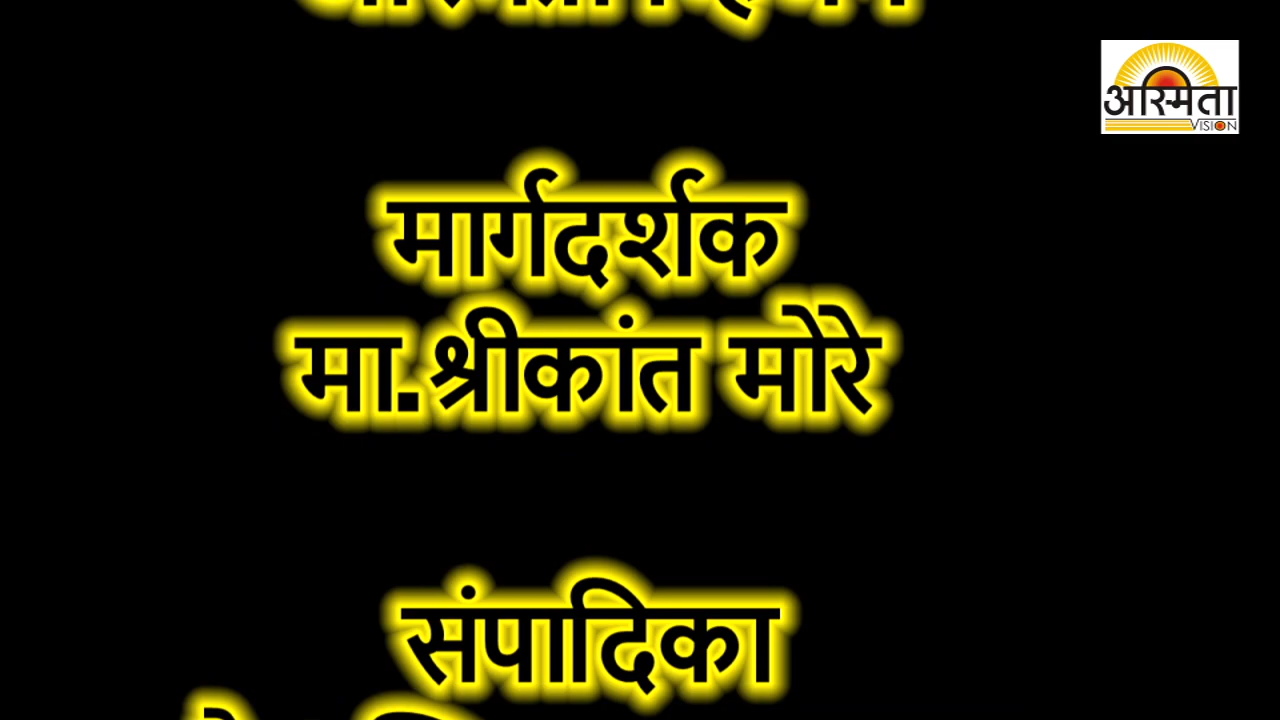 अस्मिता
VISION
मार्गदर्शक
मा.श्रीकांत मोरे
संपादिका